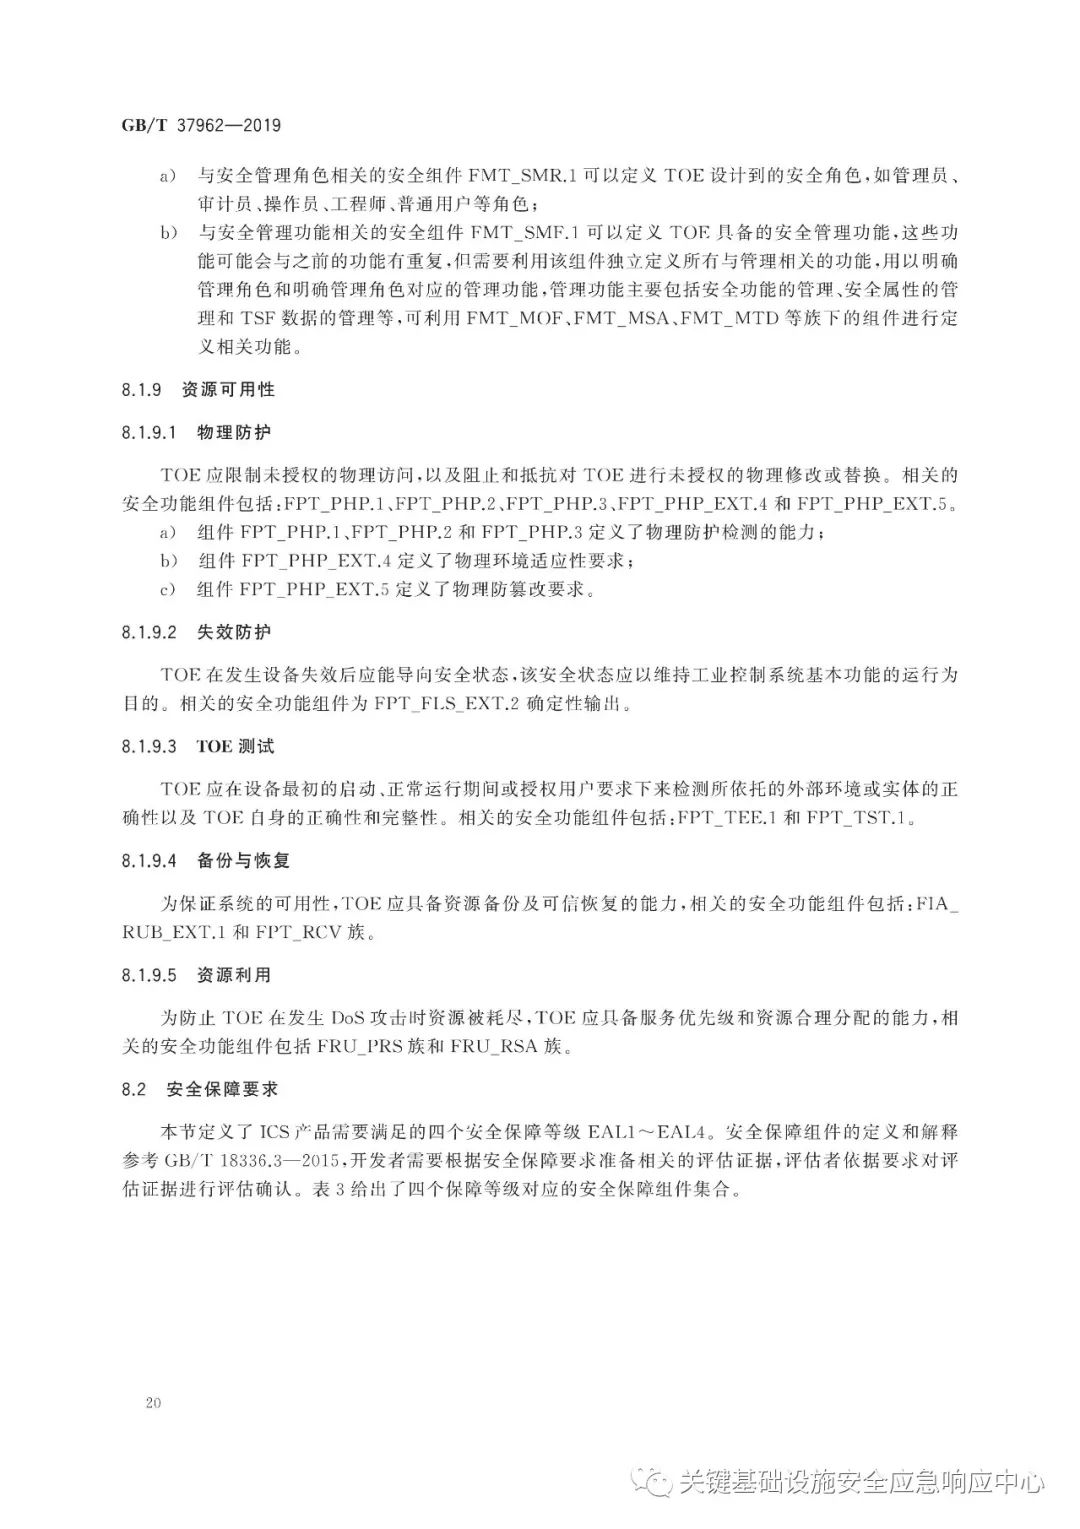 GB/T 37962—2019
a) 与安全管理角色相关的安全组件 FMT_SMR.1 可以定义 TOE 设计到的安全角色,如管理员、
审计员、操作员、工程师、普通用户等角色;
b) 与安全管理功能相关的安全组件 FMT_SMF.1 可以定义 TOE 具备的安全管理功能,这些功
能可能会与之前的功能有重复,但需要利用该组件独立定义所有与管理相关的功能,用以明确
管理角色和明确管理角色对应的管理功能,管理功能主要包括安全功能的管理、安全属性的管
理和 TSF 数据的管理等,可利用 FMT_MOF、FMT_MSA、FMT_MTD 等族下的组件进行定
义相关功能。
8.1.9 资源可用性
8.1.9.1 物理防护
TOE 应限制未授权的物理访问,以及阻止和抵抗对 TOE 进行未授权的物理修改或替换。相关的
安全功能组件包括:FPT_PHP.1、FPT_PHP.2、FPT_PHP.3、FPT_PHP_EXT.4 和 FPT_PHP_EXT.5。
a) 组件 FPT_PHP.1、FPT_PHP.2 和 FPT_PHP.3 定义了物理防护检测的能力;
b) 组件 FPT_PHP_EXT.4 定义了物理环境适应性要求;
c) 组件 FPT_PHP_EXT.5 定义了物理防篡改要求。
8.1.9.2 失效防护
TOE 在发生设备失效后应能导向安全状态,该安全状态应以维持工业控制系统基本功能的运行为
目的。相关的安全功能组件为 FPT_FLS_EXT.2 确定性输出。
8.1.9.3 TOE 测试
TOE 应在设备最初的启动、正常运行期间或授权用户要求下来检测所依托的外部环境或实体的正
确性以及 TOE 自身的正确性和完整性。相关的安全功能组件包括:FPT_TEE.1 和 FPT_TST.1。
8.1.9.4 备份与恢复
为保证系统的可用性,TOE 应具备资源备份及可信恢复的能力,相关的安全功能组件包括:FIA_
RUB_EXT.1 和 FPT_RCV 族。
8.1.9.5 资源利用
为防止 TOE 在发生 DoS 攻击时资源被耗尽,TOE 应具备服务优先级和资源合理分配的能力,相
关的安全功能组件包括 FRU_PRS 族和 FRU_RSA 族。
8.2 安全保障要求
本节定义了 ICS 产品需要满足的四个安全保障等级 EAL1～EAL4。安全保障组件的定义和解释
参考 GB/T 18336.3—2015,开发者需要根据安全保障要求准备相关的评估证据,评估者依据要求对评
估证据进行评估确认。表 3 给出了四个保障等级对应的安全保障组件集合。
20
关键基础设施安全应急响应中心